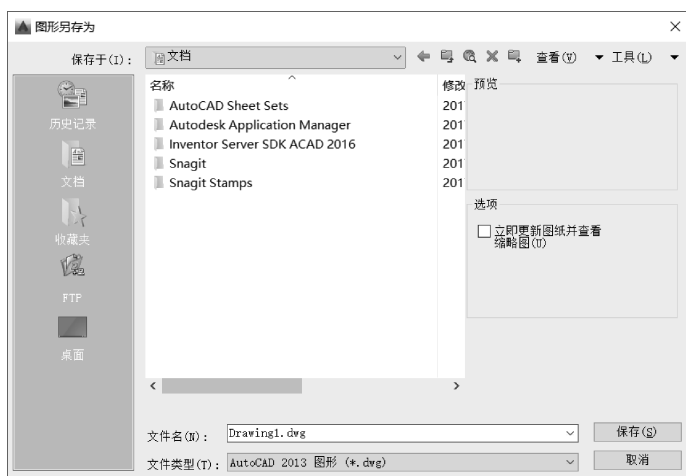 图形另存为
保存于(I): 文档 查看(V) 工具(L)
名称 修改
AutoCAD Sheet Sets 201
Autodesk Application Manager 201
Inventor Server SDK ACAD 2016 201
Snagit 201
Snagit Stamps 201
历史记录
文档
收藏夹
FTP
桌面
预览
选项
立即更新图纸并查看
缩略图(U)
文件名(N): Drawing1.dwg 保存(S)
文件类型(T): AutoCAD 2013 图形 (*.dwg) 取消